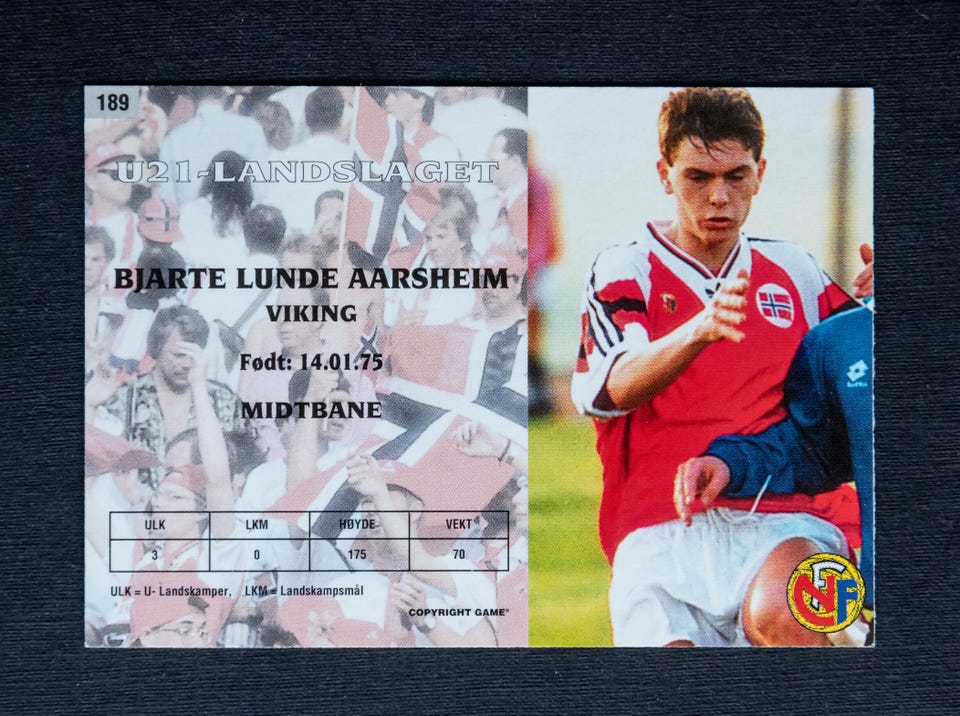 189
U21-LANDSLAGET
BJARTE LUNDE AARSHEIM
VIKING
Født: 14.01.75
MIDTBANE
ULK LKM HØYDE VEKT
3 0 175 70
ULK = U- Landskamper, LKM = Landskampsmål
COPYRIGHT GAME®
lotto
NFF